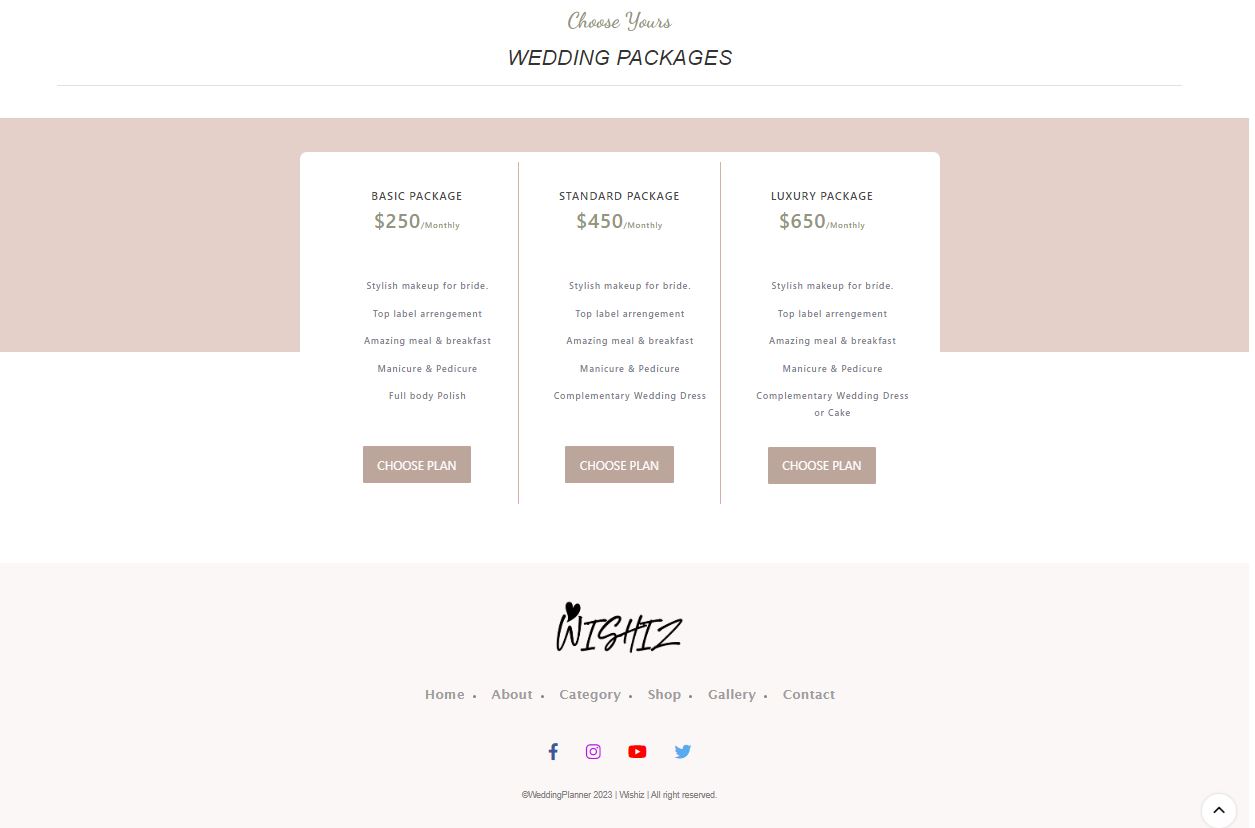 Choose Yours
WEDDING PACKAGES
BASIC PACKAGE
$250/Monthly
Stylish makeup for bride.
Top label arrengement
Amazing meal & breakfast
Manicure & Pedicure
Full body Polish
CHOOSE PLAN
STANDARD PACKAGE
$450/Monthly
Stylish makeup for bride.
Top label arrengement
Amazing meal & breakfast
Manicure & Pedicure
Complementary Wedding Dress
CHOOSE PLAN
LUXURY PACKAGE
$650/Monthly
Stylish makeup for bride.
Top label arrengement
Amazing meal & breakfast
Manicure & Pedicure
Complementary Wedding Dress
or Cake
CHOOSE PLAN
WISHIZ
Home • About • Category • Shop • Gallery • Contact
©WeddingPlanner 2023 | Wishiz | All right reserved.